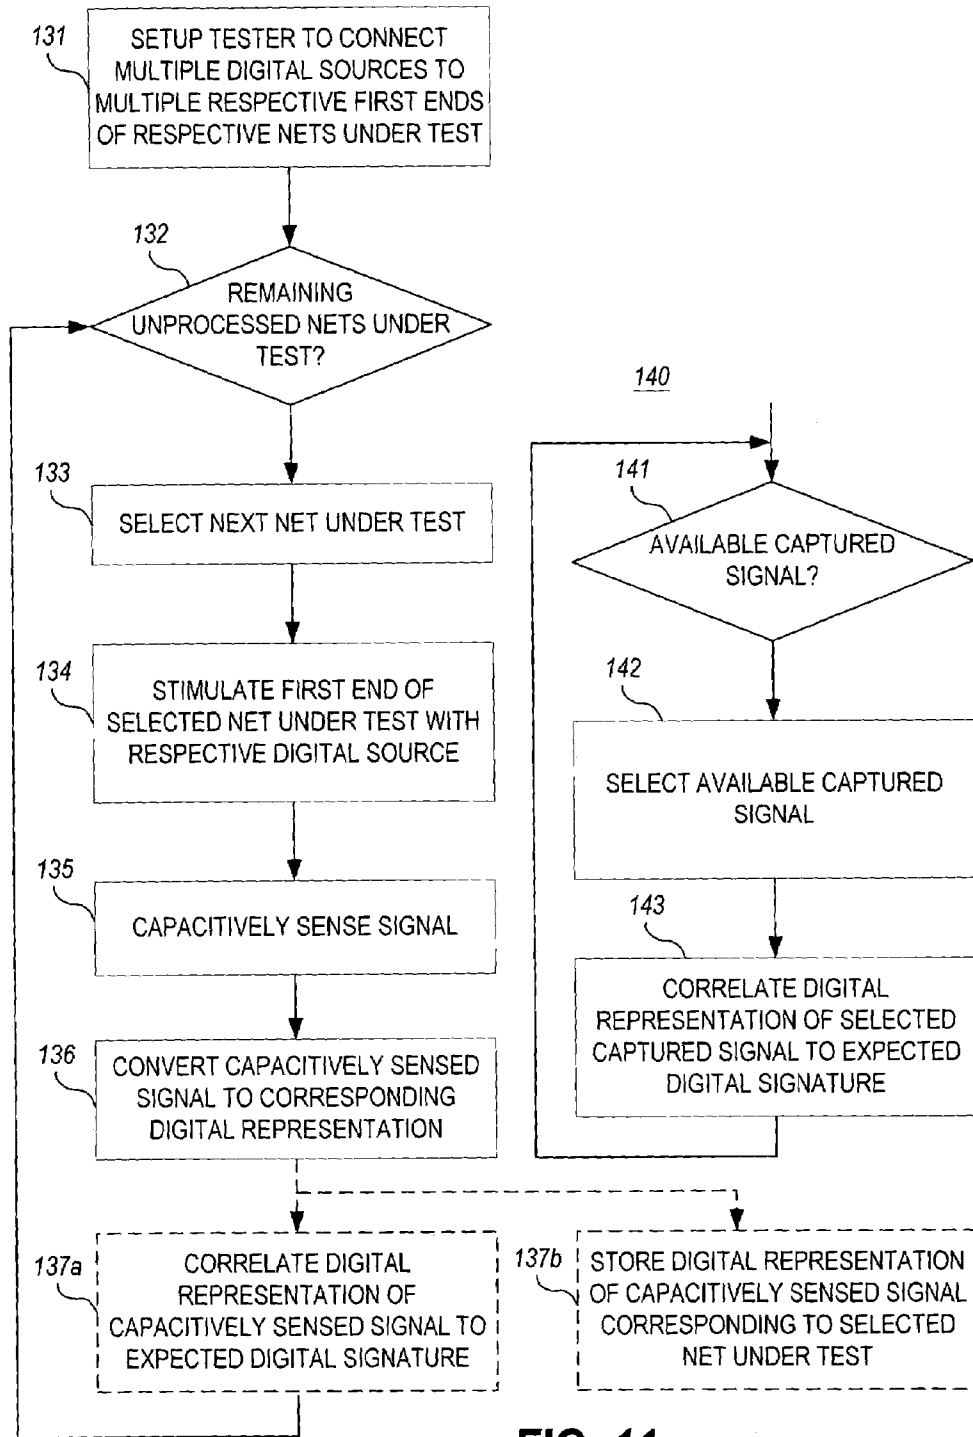 131
SETUP TESTER TO CONNECT
MULTIPLE DIGITAL SOURCES TO
MULTIPLE RESPECTIVE FIRST ENDS
OF RESPECTIVE NETS UNDER TEST
132
REMAINING
UNPROCESSED NETS UNDER
TEST?
133
SELECT NEXT NET UNDER TEST
134
STIMULATE FIRST END OF
SELECTED NET UNDER TEST WITH
RESPECTIVE DIGITAL SOURCE
135
CAPACITIVELY SENSE SIGNAL
136
CONVERT CAPACITIVELY SENSED
SIGNAL TO CORRESPONDING
DIGITAL REPRESENTATION
137a
CORRELATE DIGITAL
REPRESENTATION OF
CAPACITIVELY SENSED SIGNAL TO
EXPECTED DIGITAL SIGNATURE
137b
STORE DIGITAL REPRESENTATION
OF CAPACITIVELY SENSED SIGNAL
CORRESPONDING TO SELECTED
NET UNDER TEST
140
141
AVAILABLE CAPTURED
SIGNAL?
142
SELECT AVAILABLE CAPTURED
SIGNAL
143
CORRELATE DIGITAL
REPRESENTATION OF SELECTED
CAPTURED SIGNAL TO EXPECTED
DIGITAL SIGNATURE
FIG. 11